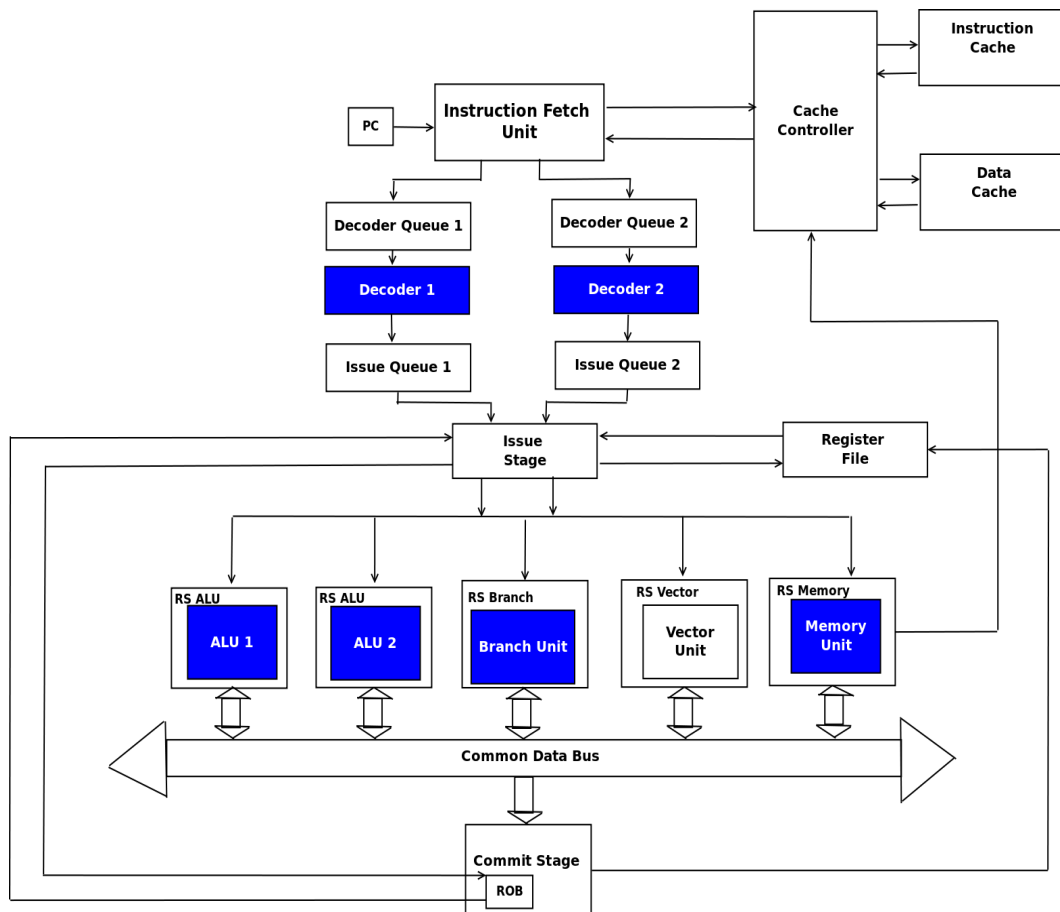 Instruction
Cache
Cache
Controller
Instruction Fetch
Unit
PC
Data
Cache
Decoder Queue 1
Decoder Queue 2
Decoder 1
Decoder 2
Issue Queue 1
Issue Queue 2
Issue
Stage
Register
File
RS ALU
ALU 1
RS ALU
ALU 2
RS Branch
Branch Unit
RS Vector
Vector
Unit
RS Memory
Memory
Unit
Common Data Bus
Commit Stage
ROB